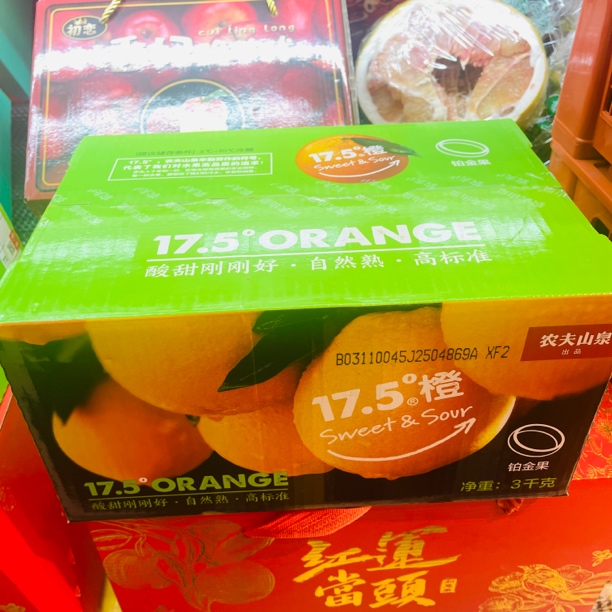 初恋
17.5°橙
Sweet & Sour
铂金果
17.5°ORANGE
酸甜刚刚好 · 自然熟 · 高标准
B03110045J2504869A XF2
农夫山泉
出品
17.5°®橙
Sweet & Sour
铂金果
17.5°ORANGE
酸甜刚刚好 · 自然熟 · 高标准
净重：3千克
红運
當頭